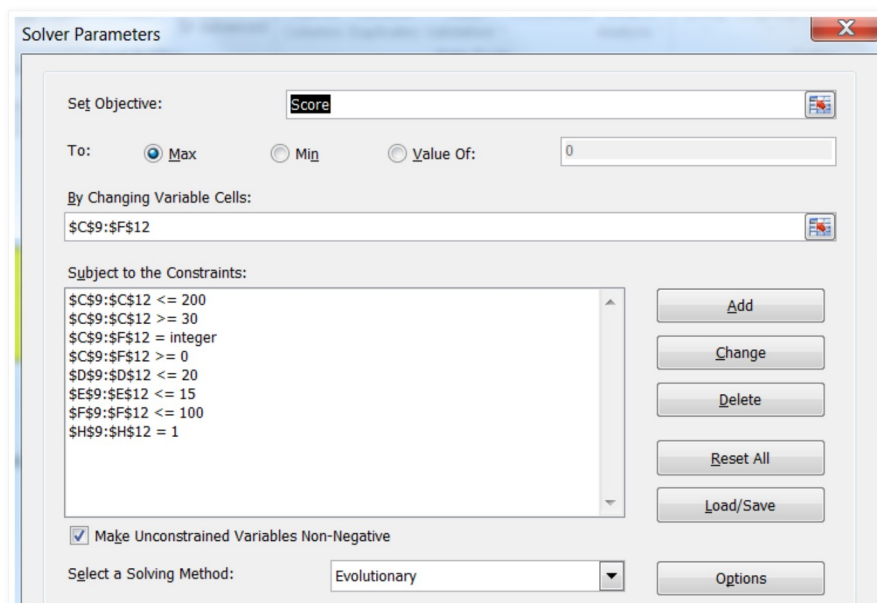 Solver Parameters
X
Set Objective: Score
To: Max Min Value Of: 0
By Changing Variable Cells:
$C$9:$F$12
Subject to the Constraints:
$C$9:$C$12 <= 200
$C$9:$C$12 >= 30
$C$9:$F$12 = integer
$C$9:$F$12 >= 0
$D$9:$D$12 <= 20
$E$9:$E$12 <= 15
$F$9:$F$12 <= 100
$H$9:$H$12 = 1
Add
Change
Delete
Reset All
Load/Save
Make Unconstrained Variables Non-Negative
Select a Solving Method: Evolutionary Options